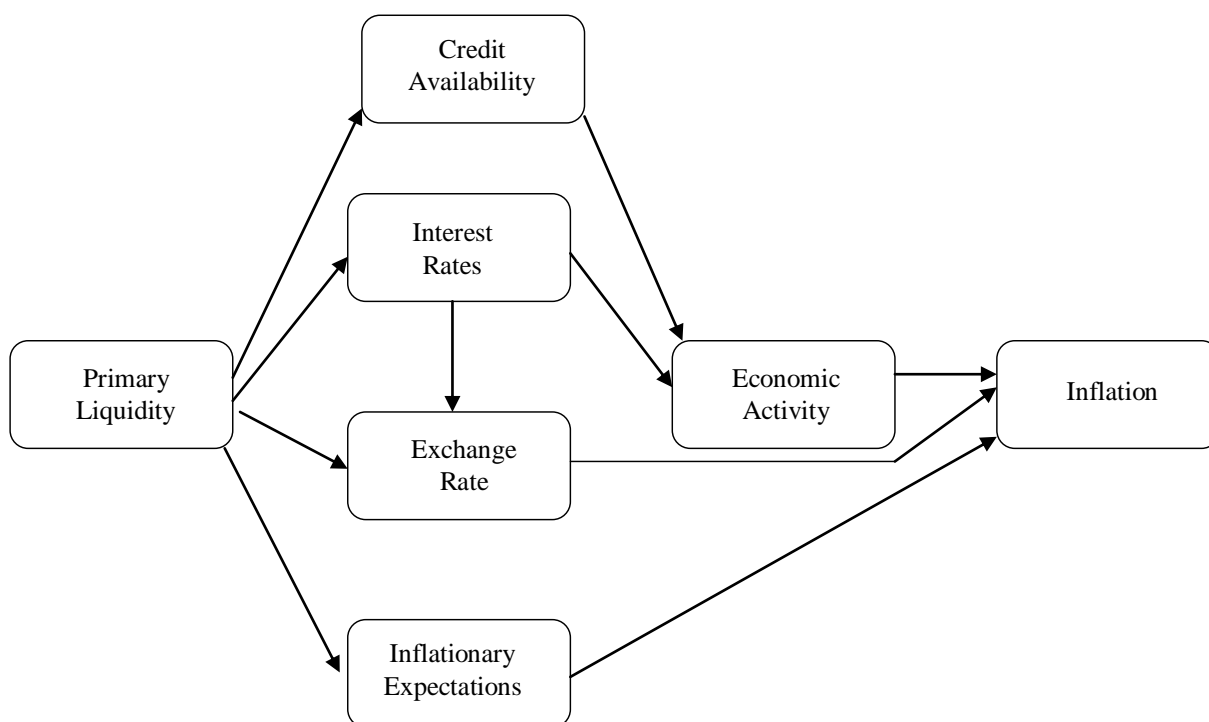 Credit
Availability
Interest
Rates
Primary
Liquidity
Economic
Activity
Inflation
Exchange
Rate
Inflationary
Expectations